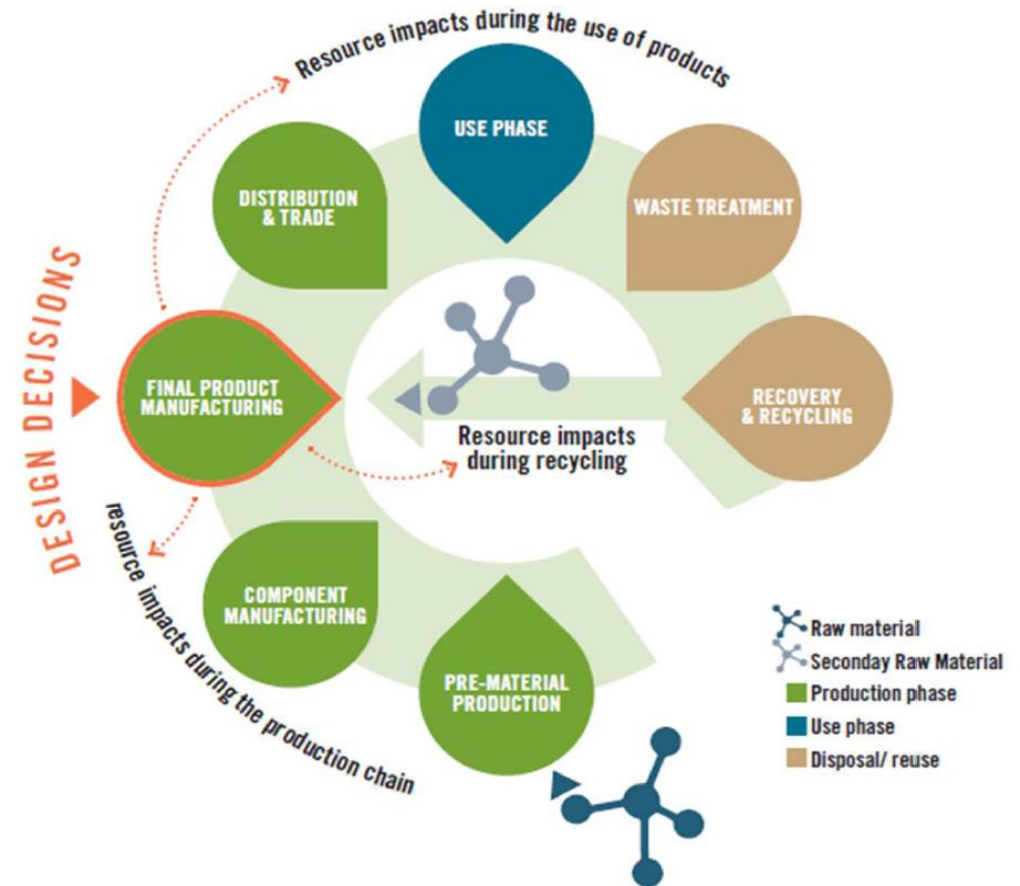 Resource impacts during the use of products
USE PHASE
DISTRIBUTION
& TRADE
WASTE TREATMENT
DESIGN DECISIONS
FINAL PRODUCT
MANUFACTURING
RECOVERY
& RECYCLING
Resource impacts
during recycling
resource impacts during the production chain
COMPONENT
MANUFACTURING
PRE-MATERIAL
PRODUCTION
Raw material
Seconday Raw Material
Production phase
Use phase
Disposal/ reuse